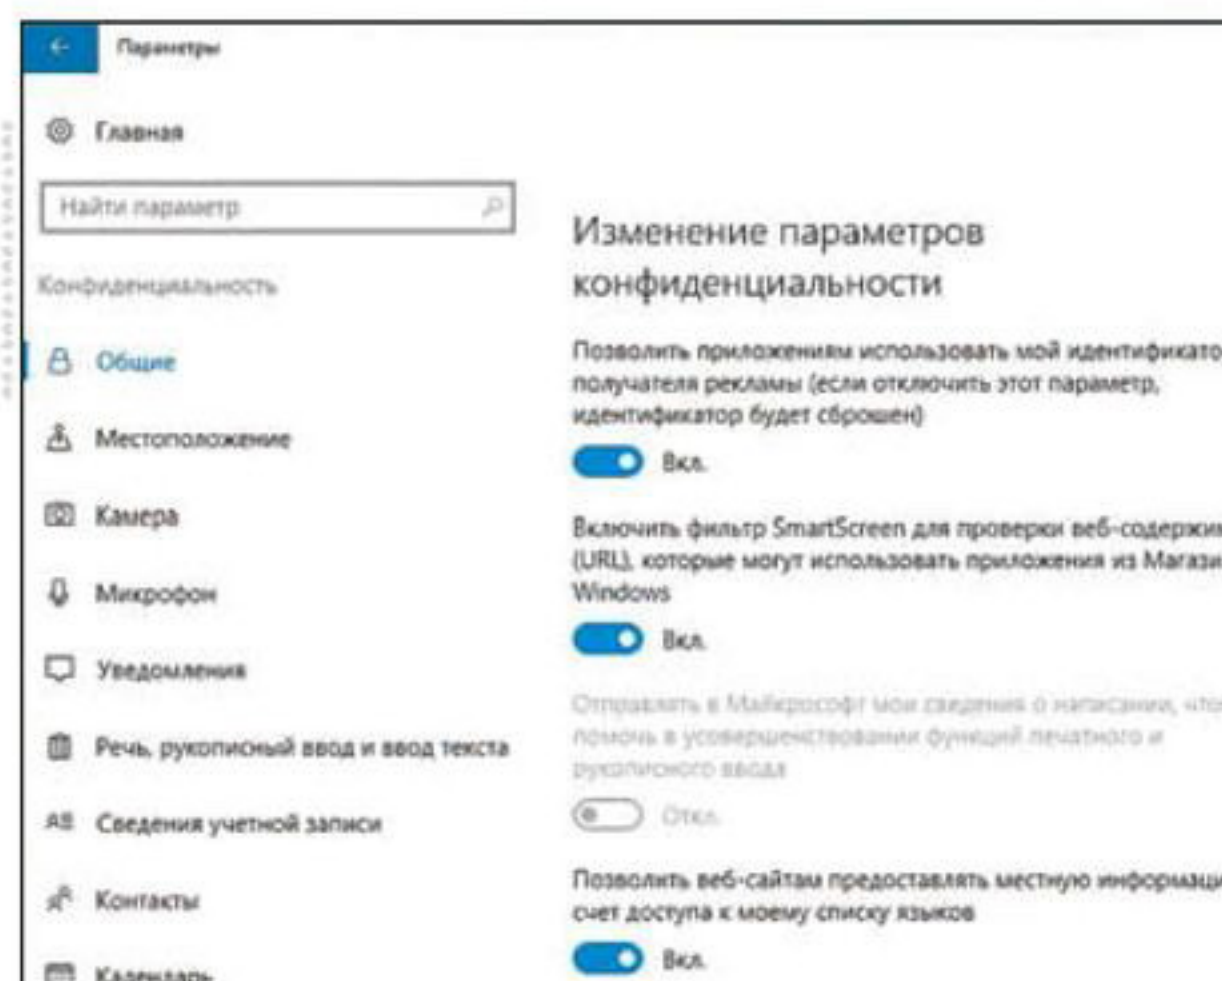 Параметры
Главная
Найти параметр
Конфиденциальность
Общие
Местоположение
Камера
Микрофон
Уведомления
Речь, рукописный ввод и ввод текста
Сведения учетной записи
Контакты
Календарь
Изменение параметров
конфиденциальности
Позволить приложениям использовать мой идентификато
получателя рекламы (если отключить этот параметр,
идентификатор будет сброшен)
Вкл.
Включить фильтр SmartScreen для проверки веб-содержим
(URL), которые могут использовать приложения из Магази
Windows
Вкл.
Отправлять в Майкрософт мои сведения о написании, чтоб
помочь в усовершенствовании функций печатного и
рукописного ввода
Откл.
Позволить веб-сайтам предоставлять местную информаци
счет доступа к моему списку языков
Вкл.